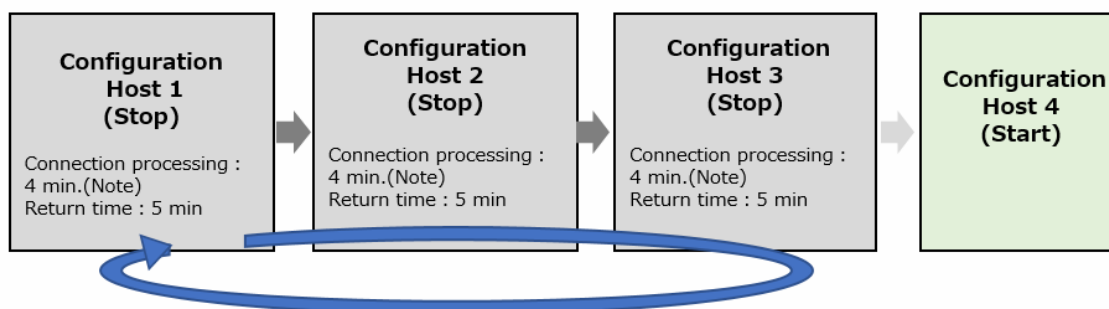 Configuration
Host 1
(Stop)
Connection processing :
4 min.(Note)
Return time : 5 min
Configuration
Host 2
(Stop)
Connection processing :
4 min.(Note)
Return time : 5 min
Configuration
Host 3
(Stop)
Connection processing :
4 min.(Note)
Return time : 5 min
Configuration
Host 4
(Start)